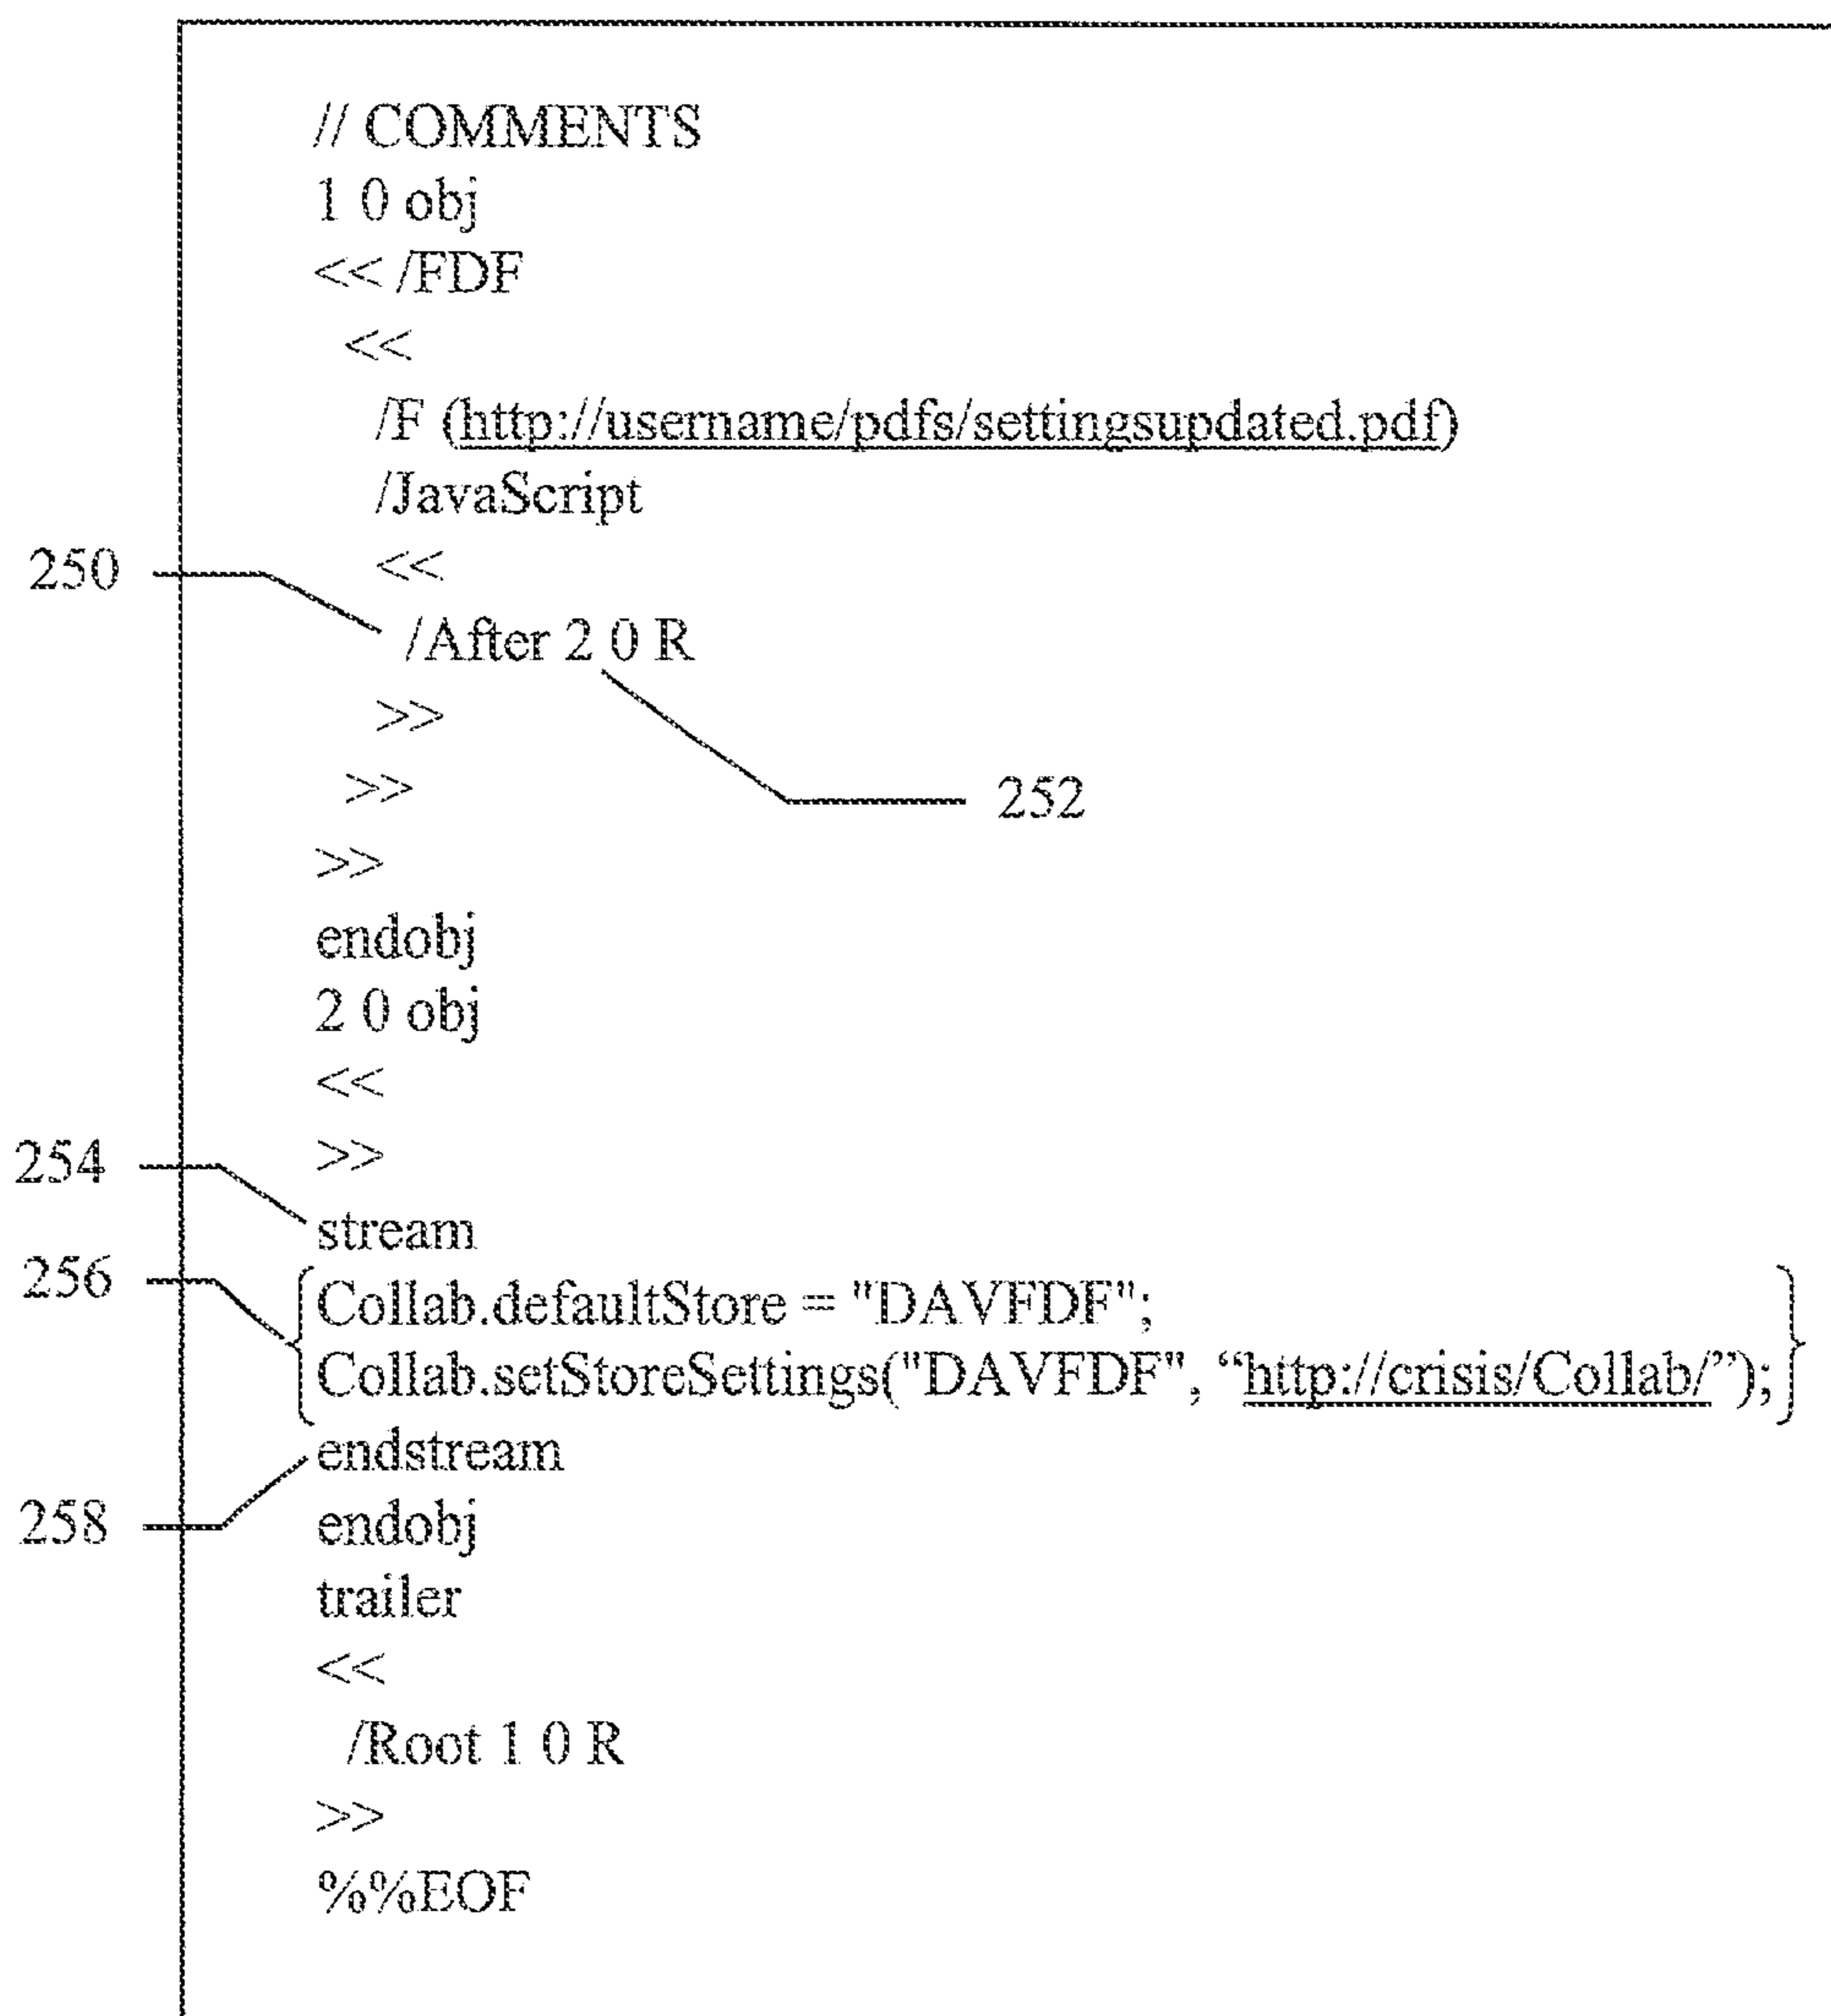 // COMMENTS
1 0 obj
<< /FDF
<<
/F (http://username/pdfs/settingsupdated.pdf)
/JavaScript
<<
250
/After 2 0 R
>>
>>
252
>>
endobj
2 0 obj
<<
>>
254
stream
256
Collab.defaultStore = "DAVFDF";
Collab.setStoreSettings("DAVFDF", “http://crisis/Collab/”);
endstream
258
endobj
trailer
<<
/Root 1 0 R
>>
%%EOF